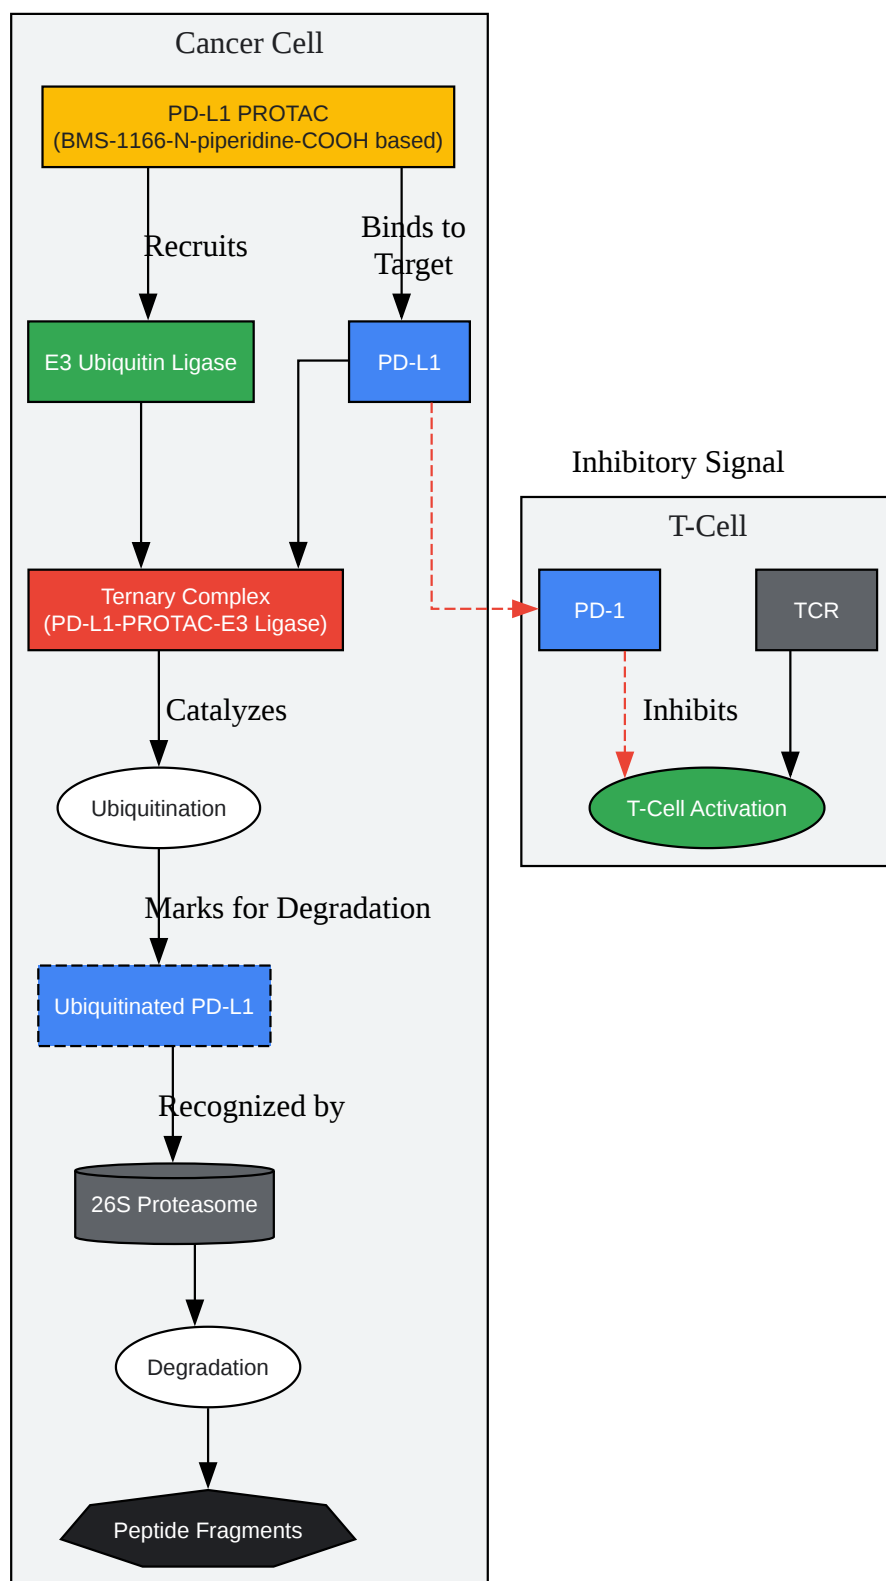 Cancer Cell
PD-L1 PROTAC
(BMS-1166-N-piperidine-COOH based)
Recruits
Binds to
Target
E3 Ubiquitin Ligase
PD-L1
Inhibitory Signal
T-Cell
Ternary Complex
(PD-L1-PROTAC-E3 Ligase)
PD-1
TCR
Catalyzes
Inhibits
Ubiquitination
T-Cell Activation
Marks for Degradation
Ubiquitinated PD-L1
Recognized by
26S Proteasome
Degradation
Peptide Fragments